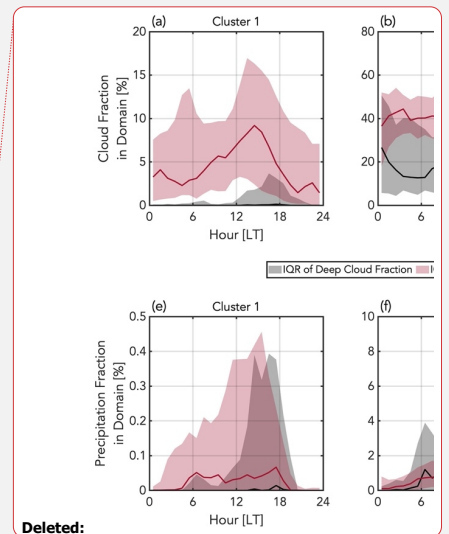 (a) Cluster 1 (b)
20 80
15 60
10 40
5 20
0 0
Cloud Fraction
in Domain [%]
0 6 12 18 24 0 6
Hour [LT]
IQR of Deep Cloud Fraction
(e) Cluster 1 (f)
0.5 10
0.4 8
0.3 6
0.2 4
0.1 2
0 0
Precipitation Fraction
in Domain [%]
0 6 12 18 24 0 6
Hour [LT]
Deleted: